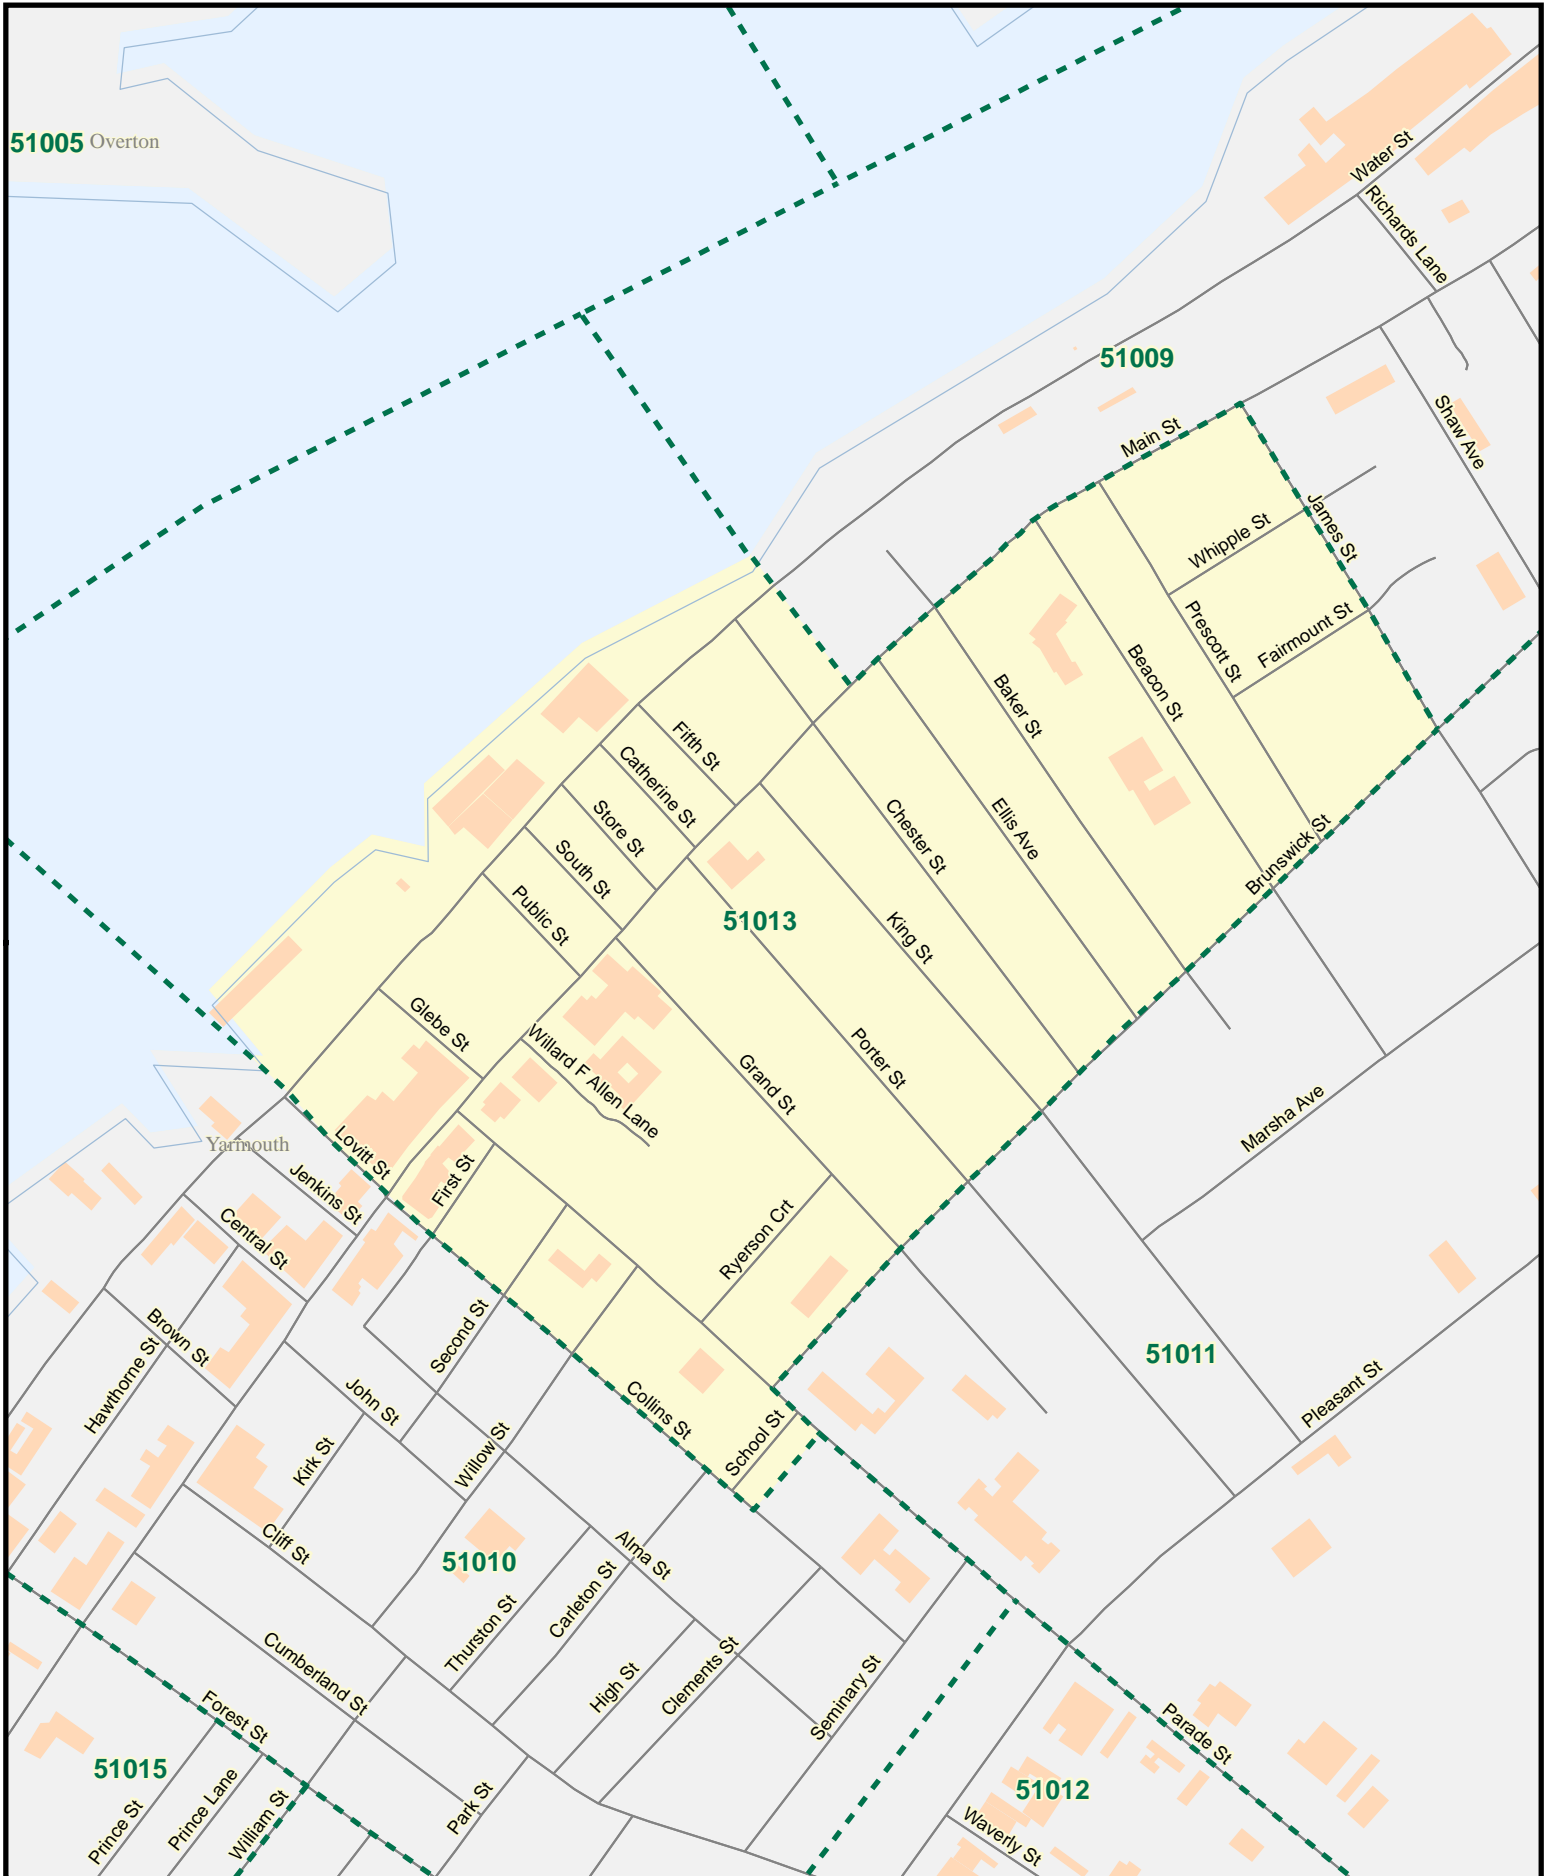 51005 Overton
Water St
Richards Lane
51009
Main St
Shaw Ave
James St
Whipple St
Fairmount St
Prescott St
Beacon St
Baker St
Fifth St
Catherine St
Store St
South St
Public St
Chester St
Ellis Ave
Brunswick St
51013
King St
Glebe St
Willard F Allen Lane
Porter St
Grand St
Marsha Ave
Yarmouth
Lovitt St
First St
Jenkins St
Central St
Ryerson Crt
Second St
Brown St
Hawthorne St
51011
Pleasant St
John St
Collins St
School St
Willow St
Kirk St
Cliff St
51010
Alma St
Carleton St
Thurston St
Cumberland St
High St
Clements St
Seminary St
Forest St
Parade St
51015
51012
Prince St
Prince Lane
William St
Park St
Waverly St